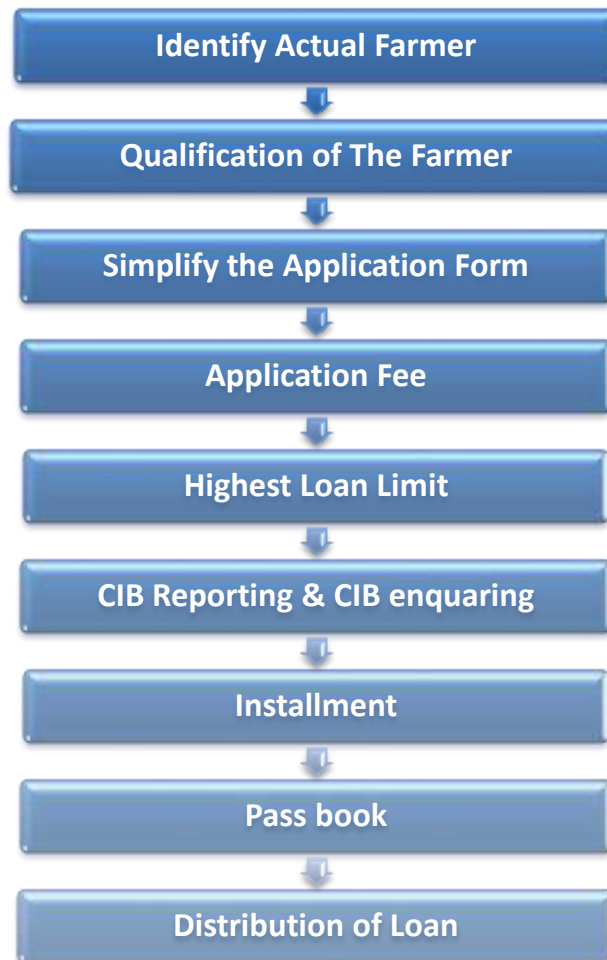 Identify Actual Farmer
Qualification of The Farmer
Simplify the Application Form
Application Fee
Highest Loan Limit
CIB Reporting & CIB enquaring
Installment
Pass book
Distribution of Loan